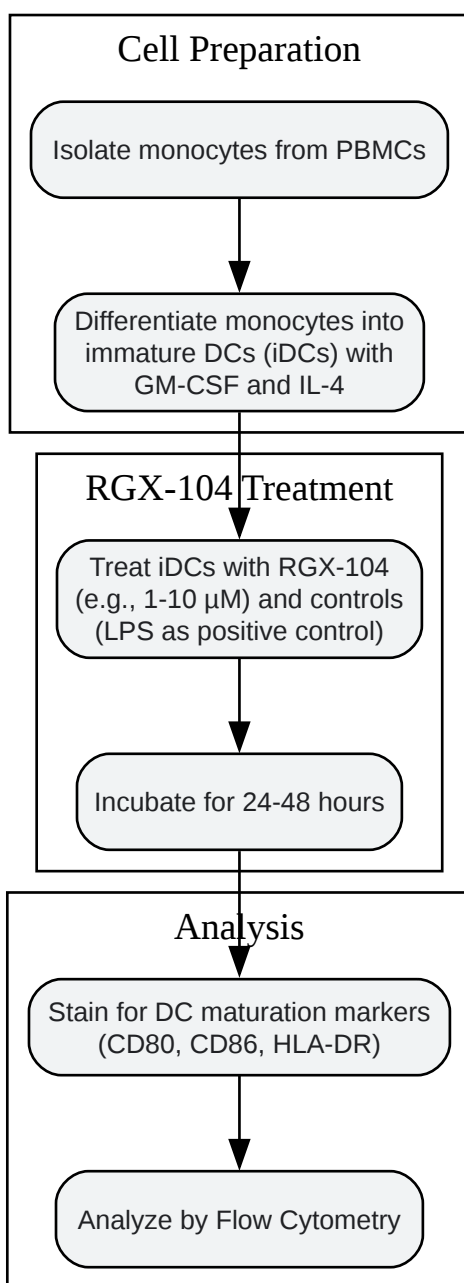 Cell Preparation
Isolate monocytes from PBMCs
Differentiate monocytes into
immature DCs (iDCs) with
GM-CSF and IL-4
RGX-104 Treatment
Treat iDCs with RGX-104
(e.g., 1-10 µM) and controls
(LPS as positive control)
Incubate for 24-48 hours
Analysis
Stain for DC maturation markers
(CD80, CD86, HLA-DR)
Analyze by Flow Cytometry